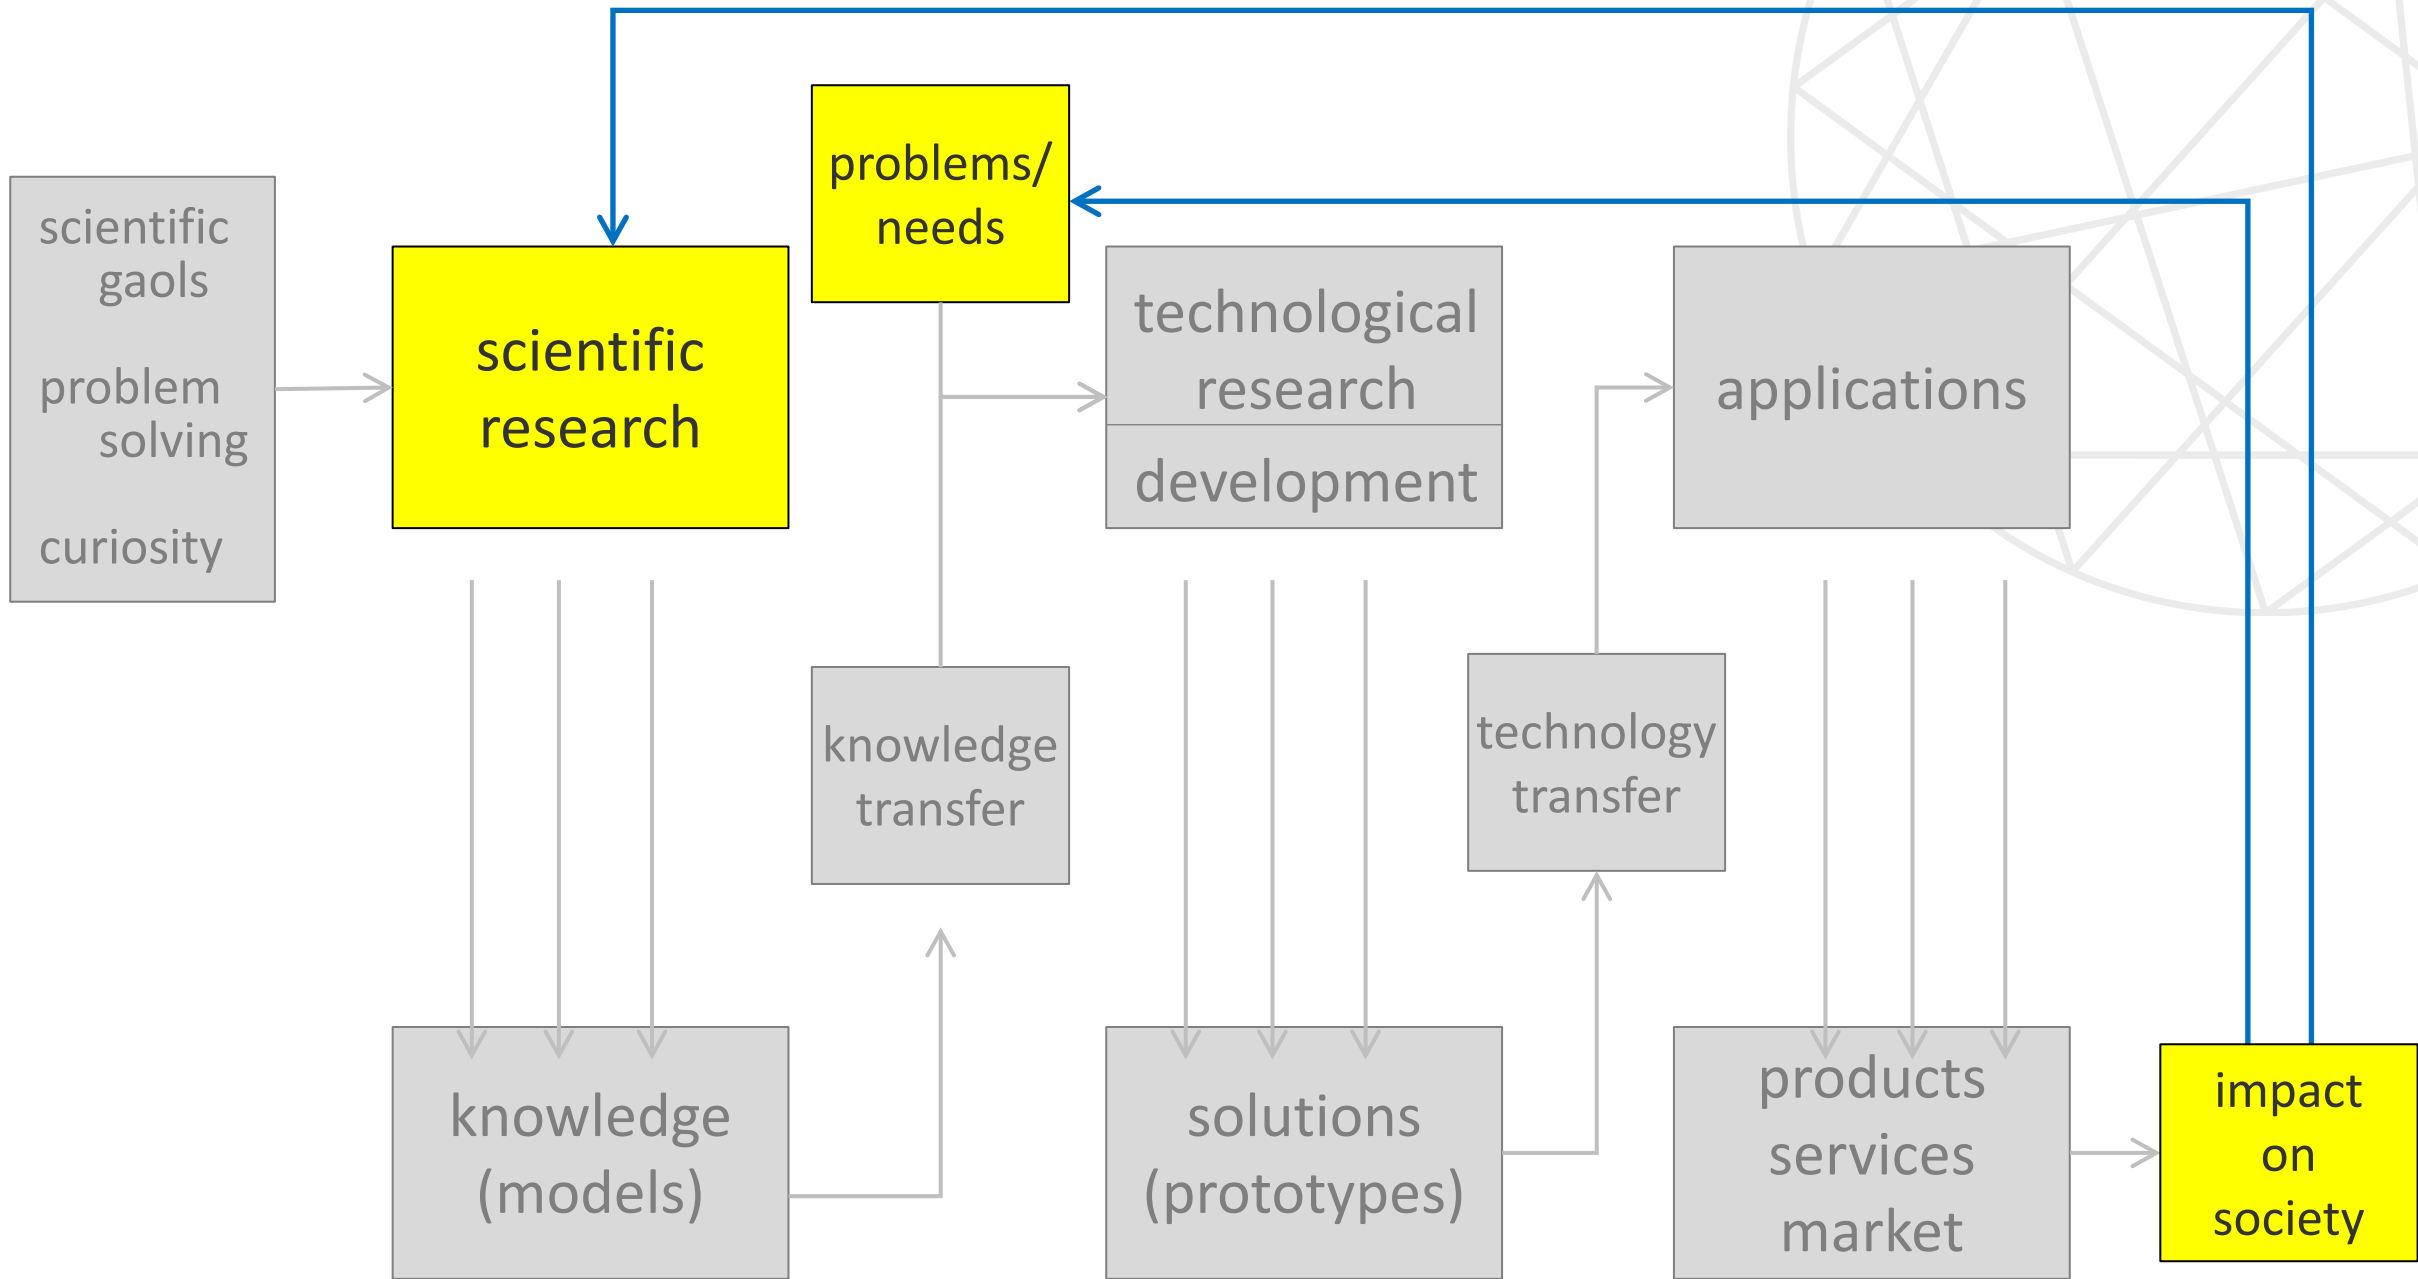 scientific
gaols
problem
solving
curiosity
scientific
research
problems/
needs
technological
research
development
applications
knowledge
transfer
technology
transfer
knowledge
(models)
solutions
(prototypes)
products
services
market
impact
on
society